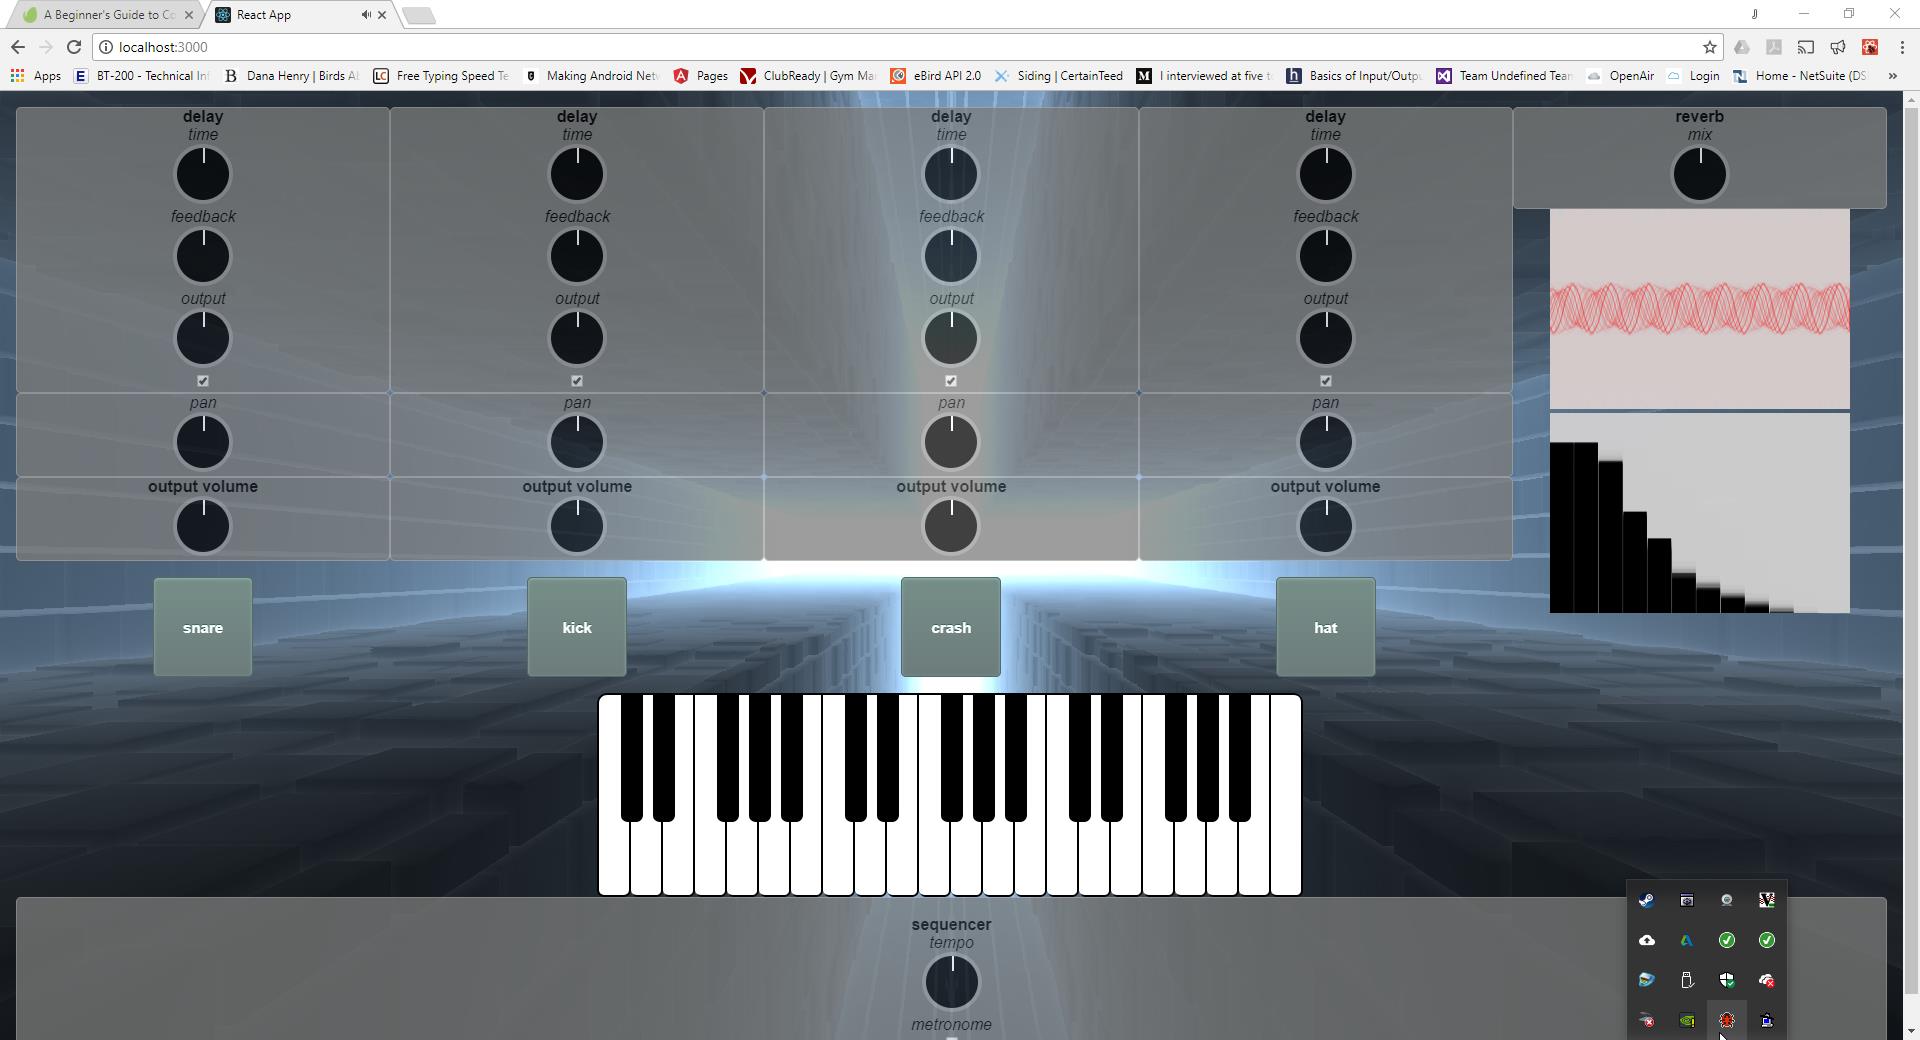 A Beginner's Guide to Co
React App
localhost:3000
Apps
BT-200 - Technical Inf
Dana Henry | Birds A
Free Typing Speed Te
Making Android Netw
Pages
ClubReady | Gym Ma
eBird API 2.0
Siding | CertainTeed
I interviewed at five t
Basics of Input/Outpu
Team Undefined Tean
OpenAir
Login
Home - NetSuite (DS
»
delay
time
feedback
output
pan
output volume
delay
time
feedback
output
pan
output volume
delay
time
feedback
output
pan
output volume
delay
time
feedback
output
pan
output volume
reverb
mix
snare
kick
crash
hat
sequencer
tempo
metronome